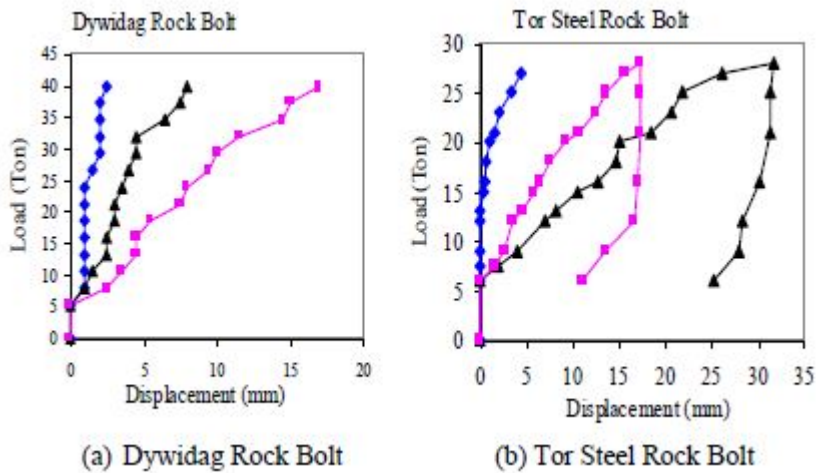 Dywidag Rock Bolt
45
40
35
30
25
20
15
10
5
0
Load (Ton)
0 5 10 15 20
Displacement (mm)
(a) Dywidag Rock Bolt
Tor Steel Rock Bolt
30
25
20
15
10
5
0
Load (Ton)
0 5 10 15 20 25 30 35
Displacement (mm)
(b) Tor Steel Rock Bolt